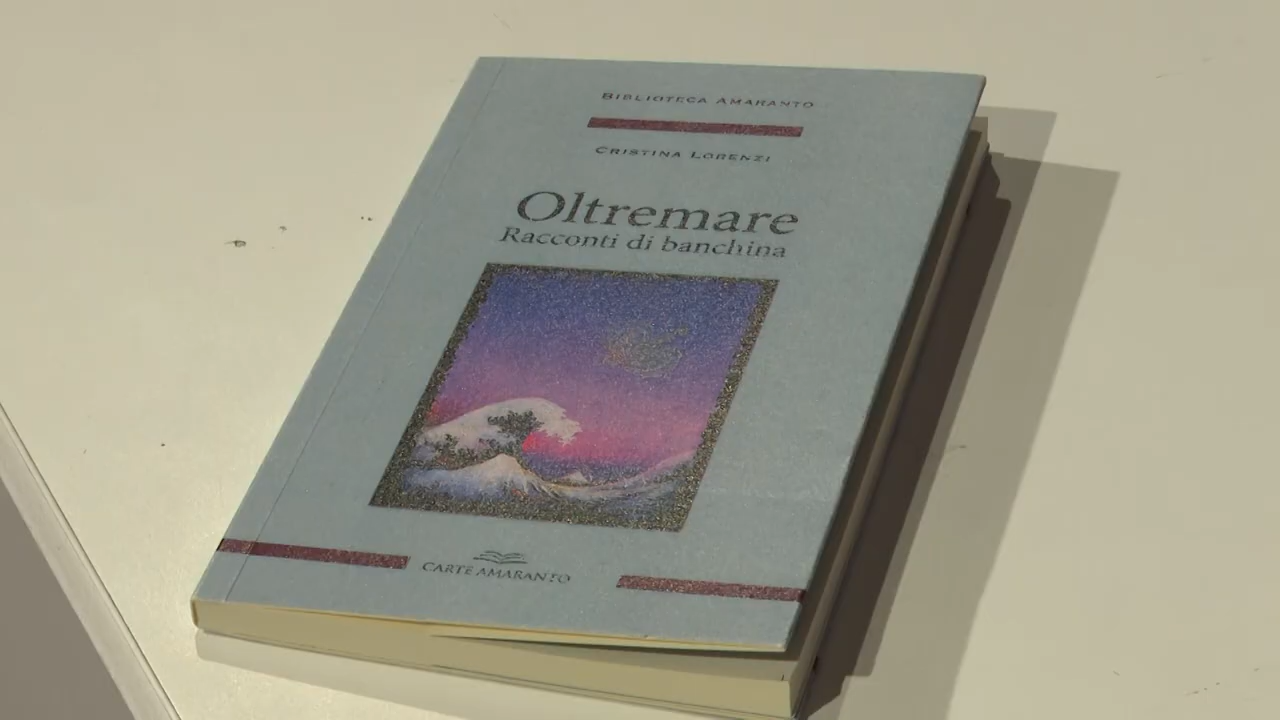 BIBLIOTECA AMARANTO
CRISTINA LORENZI
Oltremare
Racconti di banchina
CARTE AMARANTO